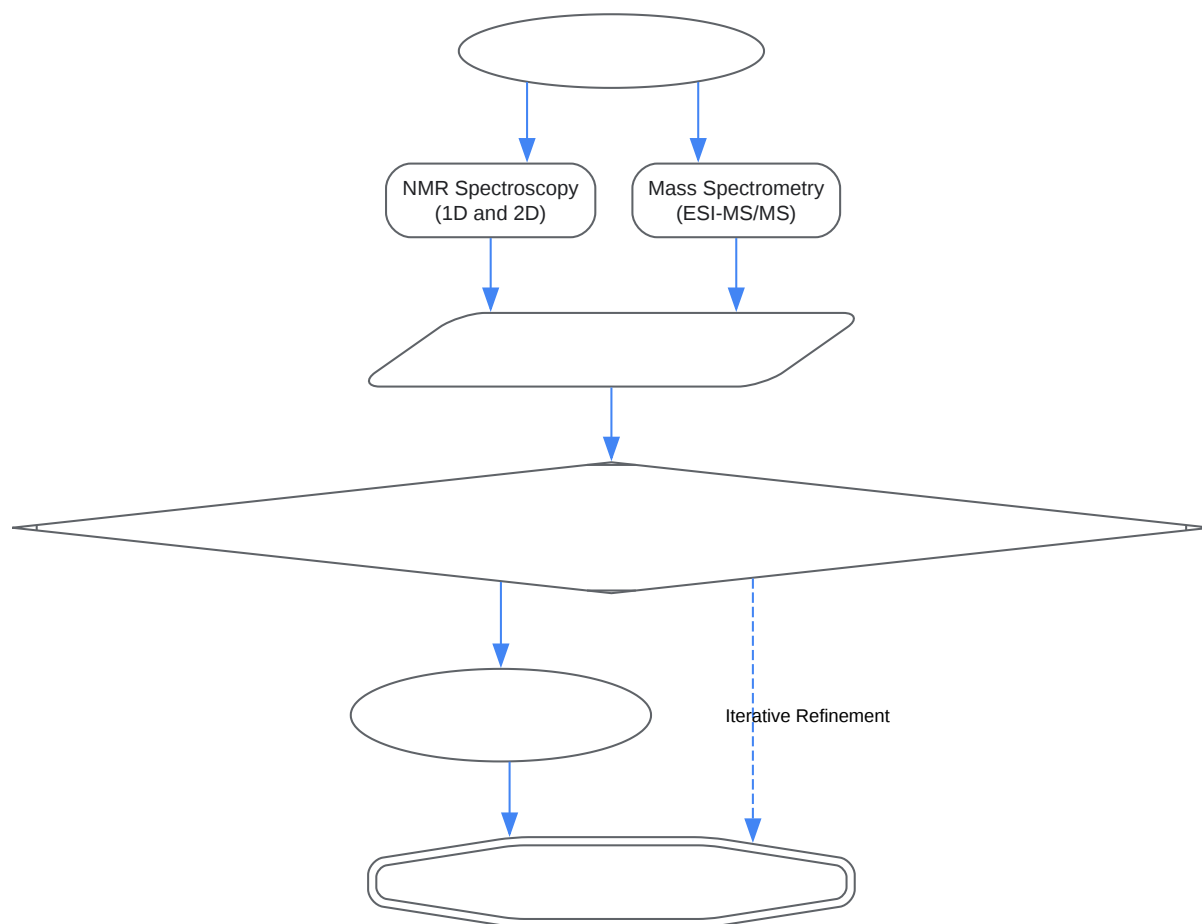 NMR Spectroscopy
(1D and 2D)
Mass Spectrometry
(ESI-MS/MS)
Iterative Refinement